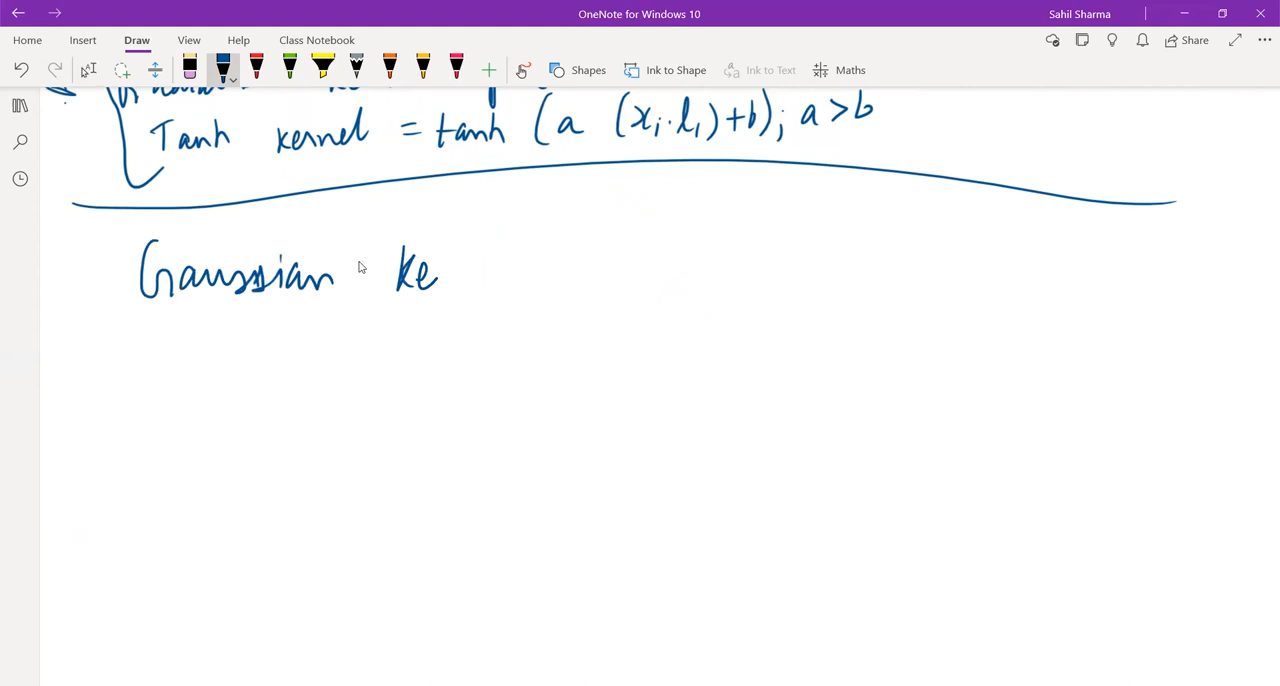 OneNote for Windows 10
Sahil Sharma
Home Insert Draw View Help Class Notebook
Share
Shapes Ink to Shape Ink to Text Maths
Tanh kernel = tanh (a (xᵢ·l₁)+b); a>b
Gaussian Ke